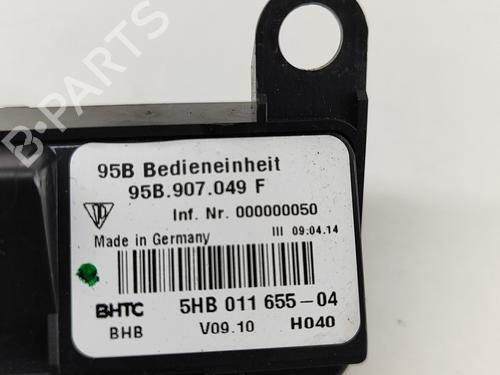 B-PARTS
95B Bedieneinheit
95B.907.049 F
Inf. Nr. 000000050
Made in Germany III 09.04.14
BHTC 5HB 011 655-04
BHB V09.10 H040